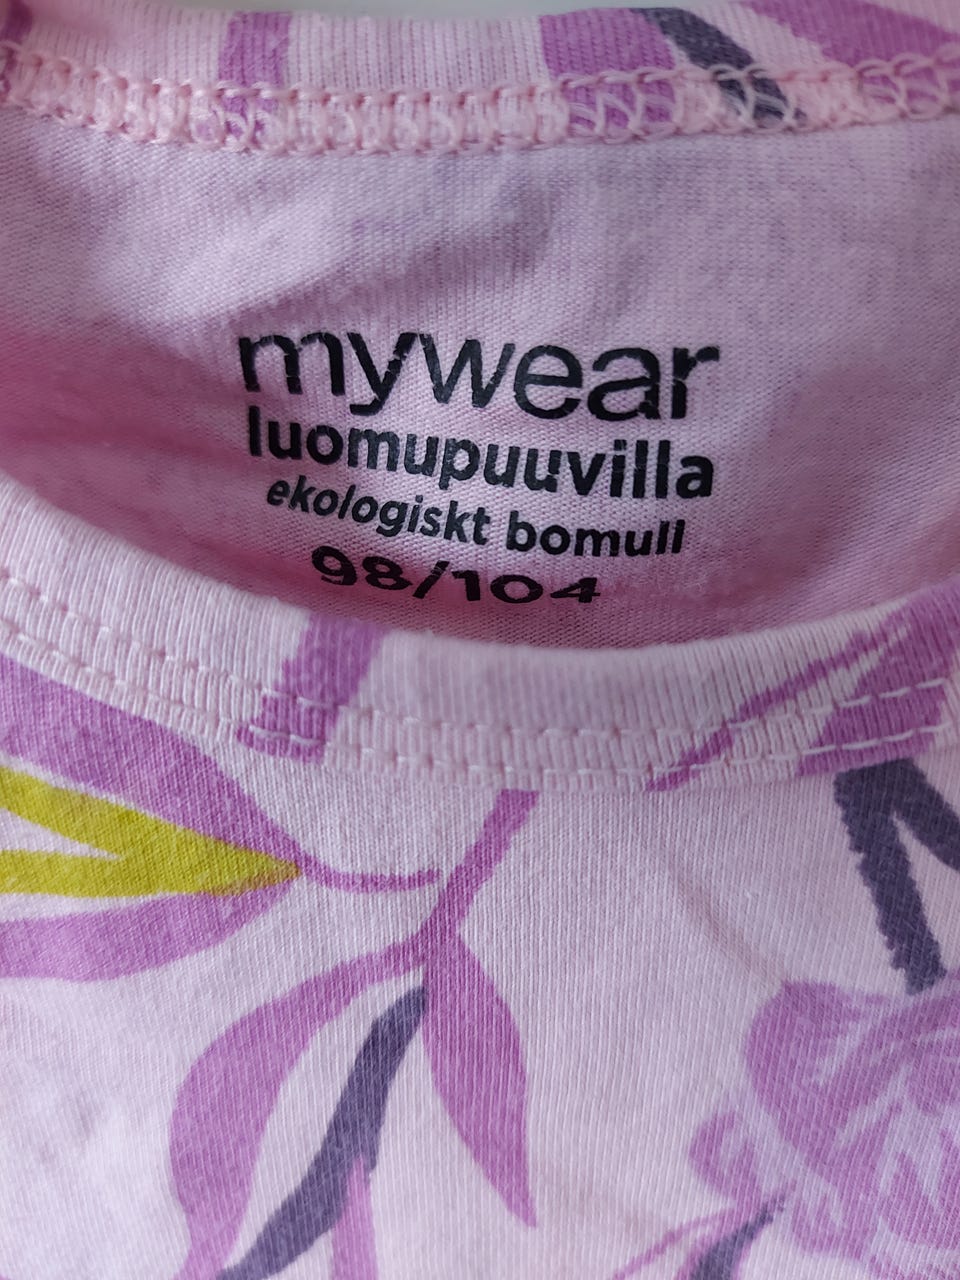 mywear
luomupuuvilla
ekologiskt bomull
98/104